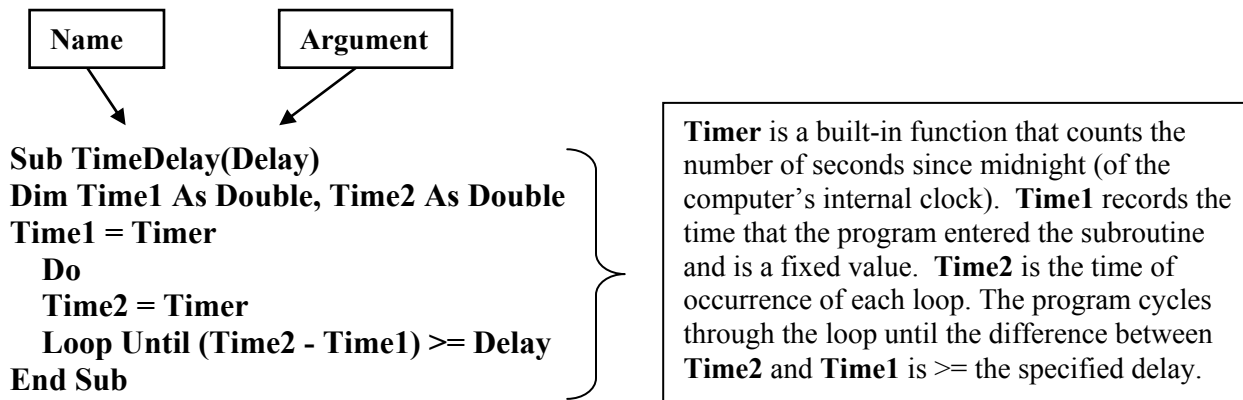 Name
Argument
Sub TimeDelay(Delay)
Dim Time1 As Double, Time2 As Double
Time1 = Timer
Do
Time2 = Timer
Loop Until (Time2 - Time1) >= Delay
End Sub
Timer is a built-in function that counts the
number of seconds since midnight (of the
computer’s internal clock). Time1 records the
time that the program entered the subroutine
and is a fixed value. Time2 is the time of
occurrence of each loop. The program cycles
through the loop until the difference between
Time2 and Time1 is >= the specified delay.